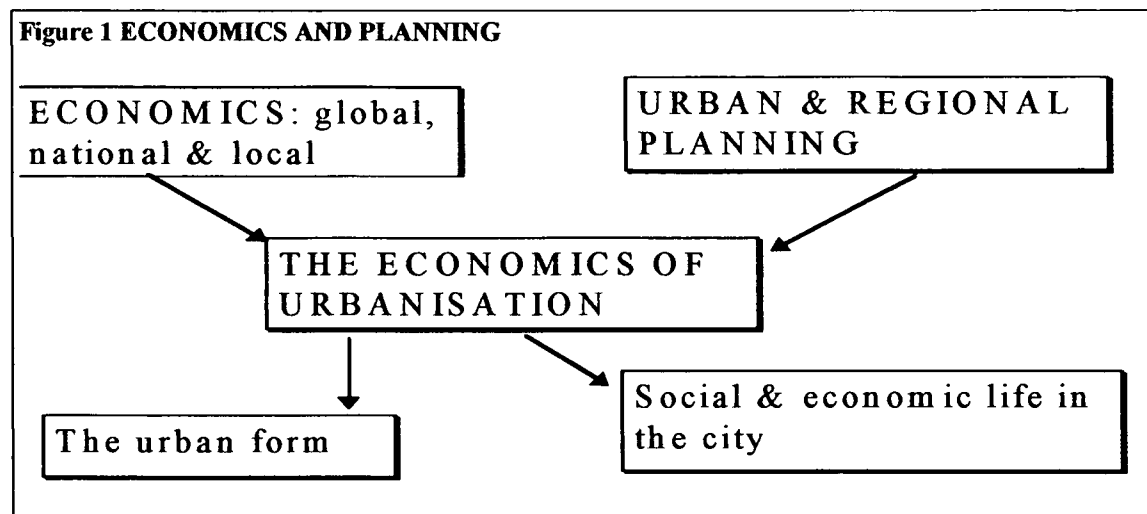 Figure 1 ECONOMICS AND PLANNING
ECONOMICS: global,
national & local
URBAN & REGIONAL
PLANNING
THE ECONOMICS OF
URBANISATION
The urban form
Social & economic life in
the city